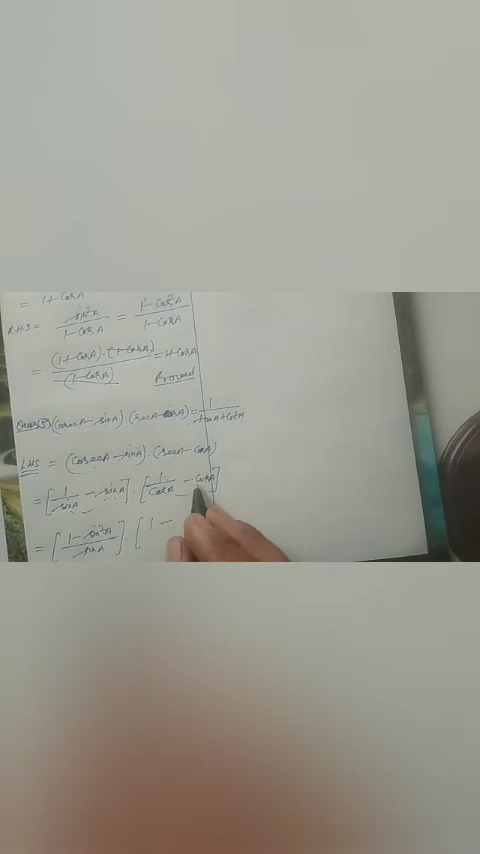 = 1+ CosA
R.H.S = sin²A / 1-CosA = 1-Cos²A / 1-CosA
= (1+CosA).(1-CosA) / (1-CosA) = 1+CosA
Proved
Ques(5) (CosecA-sinA).(secA-CosA) = 1 / tanA+CotA
LHS = (CosecA-sinA).(secA-CosA)
= [1/sinA - sinA] . [1/CosA - CosA]
= [1-sin²A / sinA] . [1 -